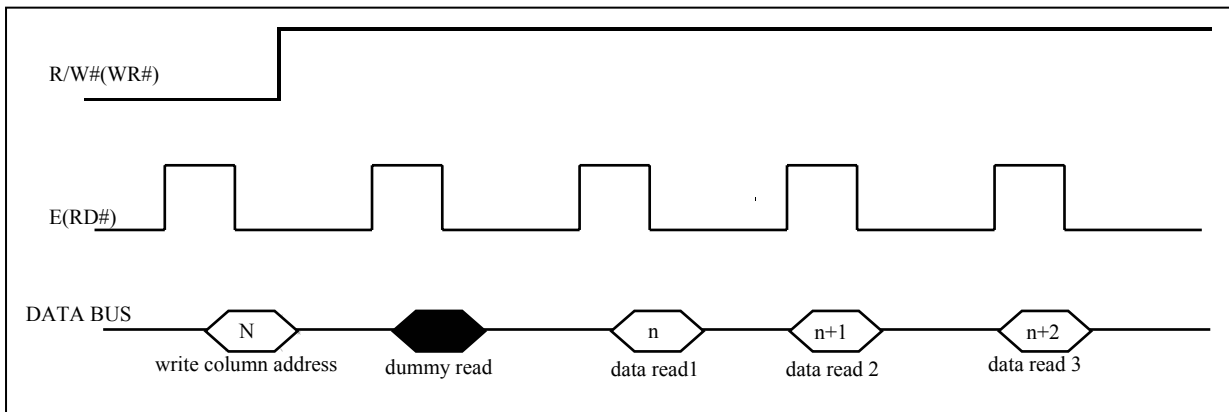 R/W#(WR#)
E(RD#)
DATA BUS
N
n
n+1
n+2
write column address
dummy read
data read1
data read 2
data read 3